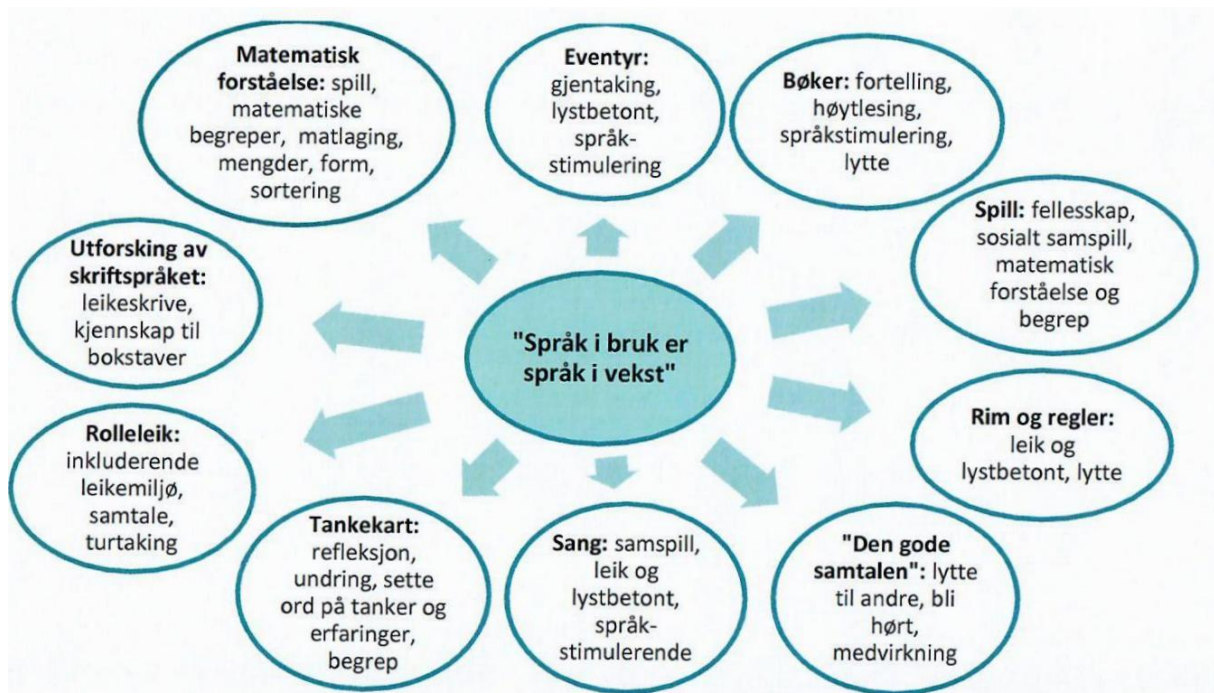 Matematisk
forståelse: spill,
matematiske
begreper, matlaging,
mengder, form,
sortering
Eventyr:
gjentaking,
lystbetont,
språk-
stimulering
Bøker: fortelling,
høytlesing,
språkstimulering,
lytte
Spill: fellesskap,
sosialt samspill,
matematisk
forståelse og
begrep
Utforsking av
skriftspråket:
leikeskrive,
kjennskap til
bokstaver
"Språk i bruk er
språk i vekst"
Rim og regler:
leik og
lystbetont, lytte
Rolleleik:
inkluderende
leikemiljø,
samtale,
turtaking
Tankekart:
refleksjon,
undring, sette
ord på tanker og
erfaringer,
begrep
Sang: samspill,
leik og
lystbetont,
språk-
stimulerende
"Den gode
samtalen": lytte
til andre, bli
hørt,
medvirkning